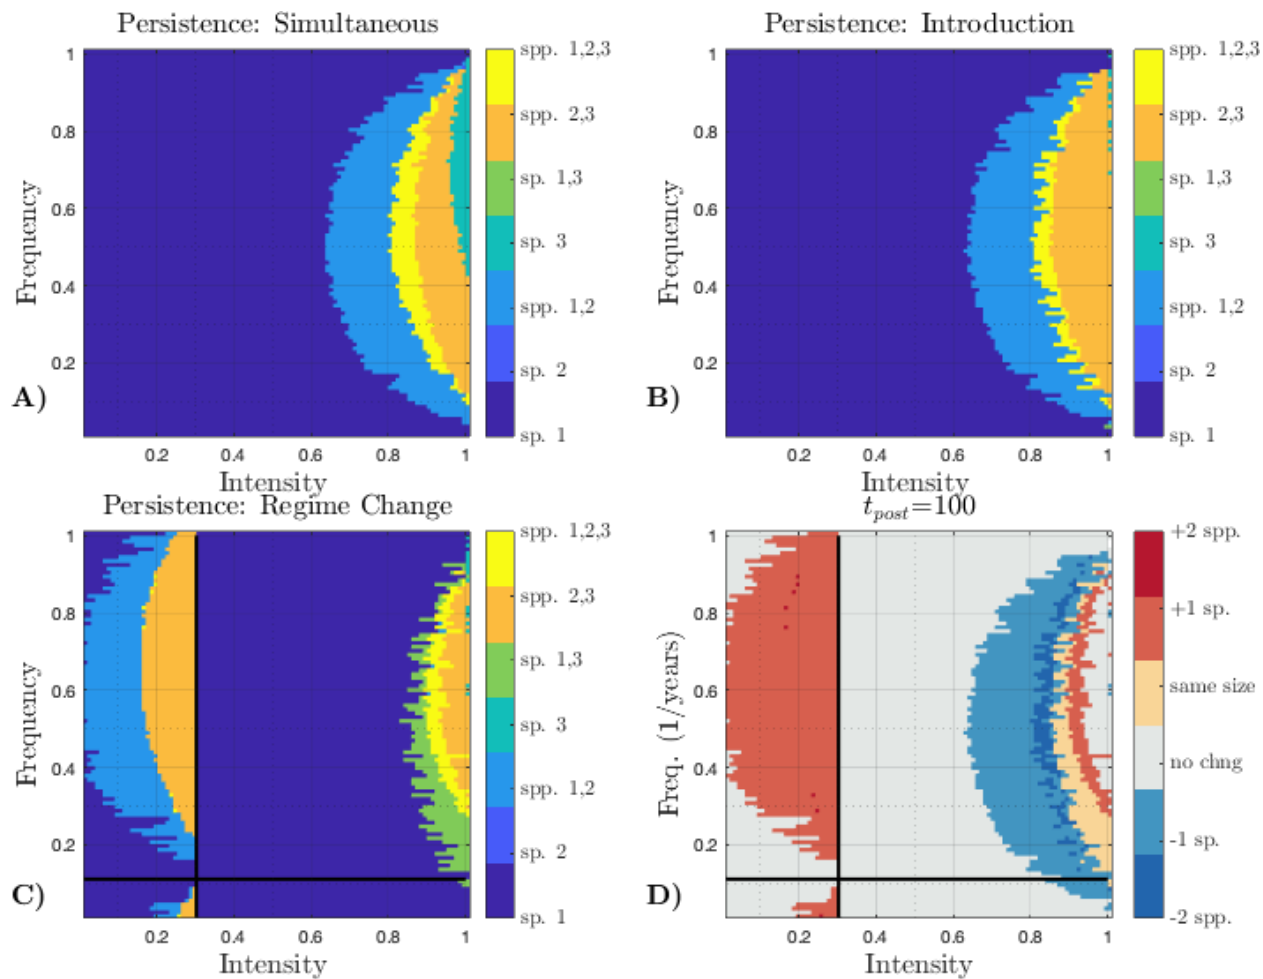 Persistence: Simultaneous
1
0.8
0.6
0.4
0.2
Frequency
0.2
0.4
0.6
0.8
1
Intensity
A)
spp. 1,2,3
spp. 2,3
sp. 1,3
sp. 3
spp. 1,2
sp. 2
sp. 1
Persistence: Introduction
1
0.8
0.6
0.4
0.2
Frequency
0.2
0.4
0.6
0.8
1
Intensity
B)
spp. 1,2,3
spp. 2,3
sp. 1,3
sp. 3
spp. 1,2
sp. 2
sp. 1
Persistence: Regime Change
1
0.8
0.6
0.4
0.2
Frequency
0.2
0.4
0.6
0.8
1
Intensity
C)
spp. 1,2,3
spp. 2,3
sp. 1,3
sp. 3
spp. 1,2
sp. 2
sp. 1
t_post=100
1
0.8
0.6
0.4
0.2
Freq. (1/years)
0.2
0.4
0.6
0.8
1
Intensity
D)
+2 spp.
+1 sp.
same size
no chng
-1 sp.
-2 spp.